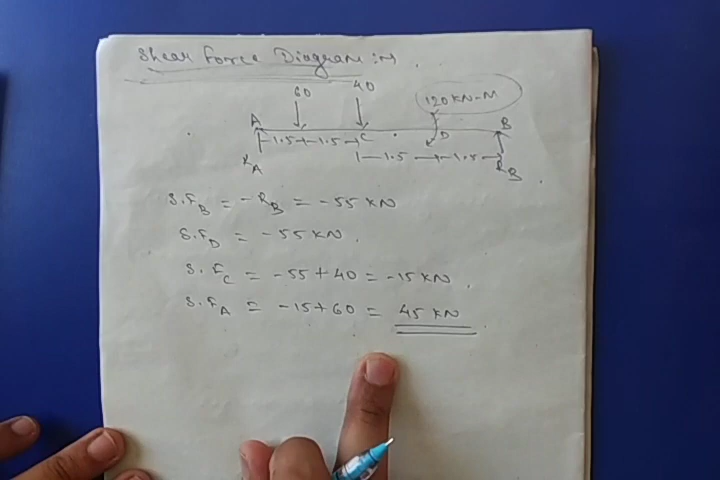 Shear Force Diagram :→ .
60 40 120 KN-M
A C D B
1.5 1.5
1.5 1.5
RA RB
S.FB = -RB = -55 KN
S.FD = -55 KN.
S.FC = -55+40 = -15 KN.
S.FA = -15+60 = 45 KN.